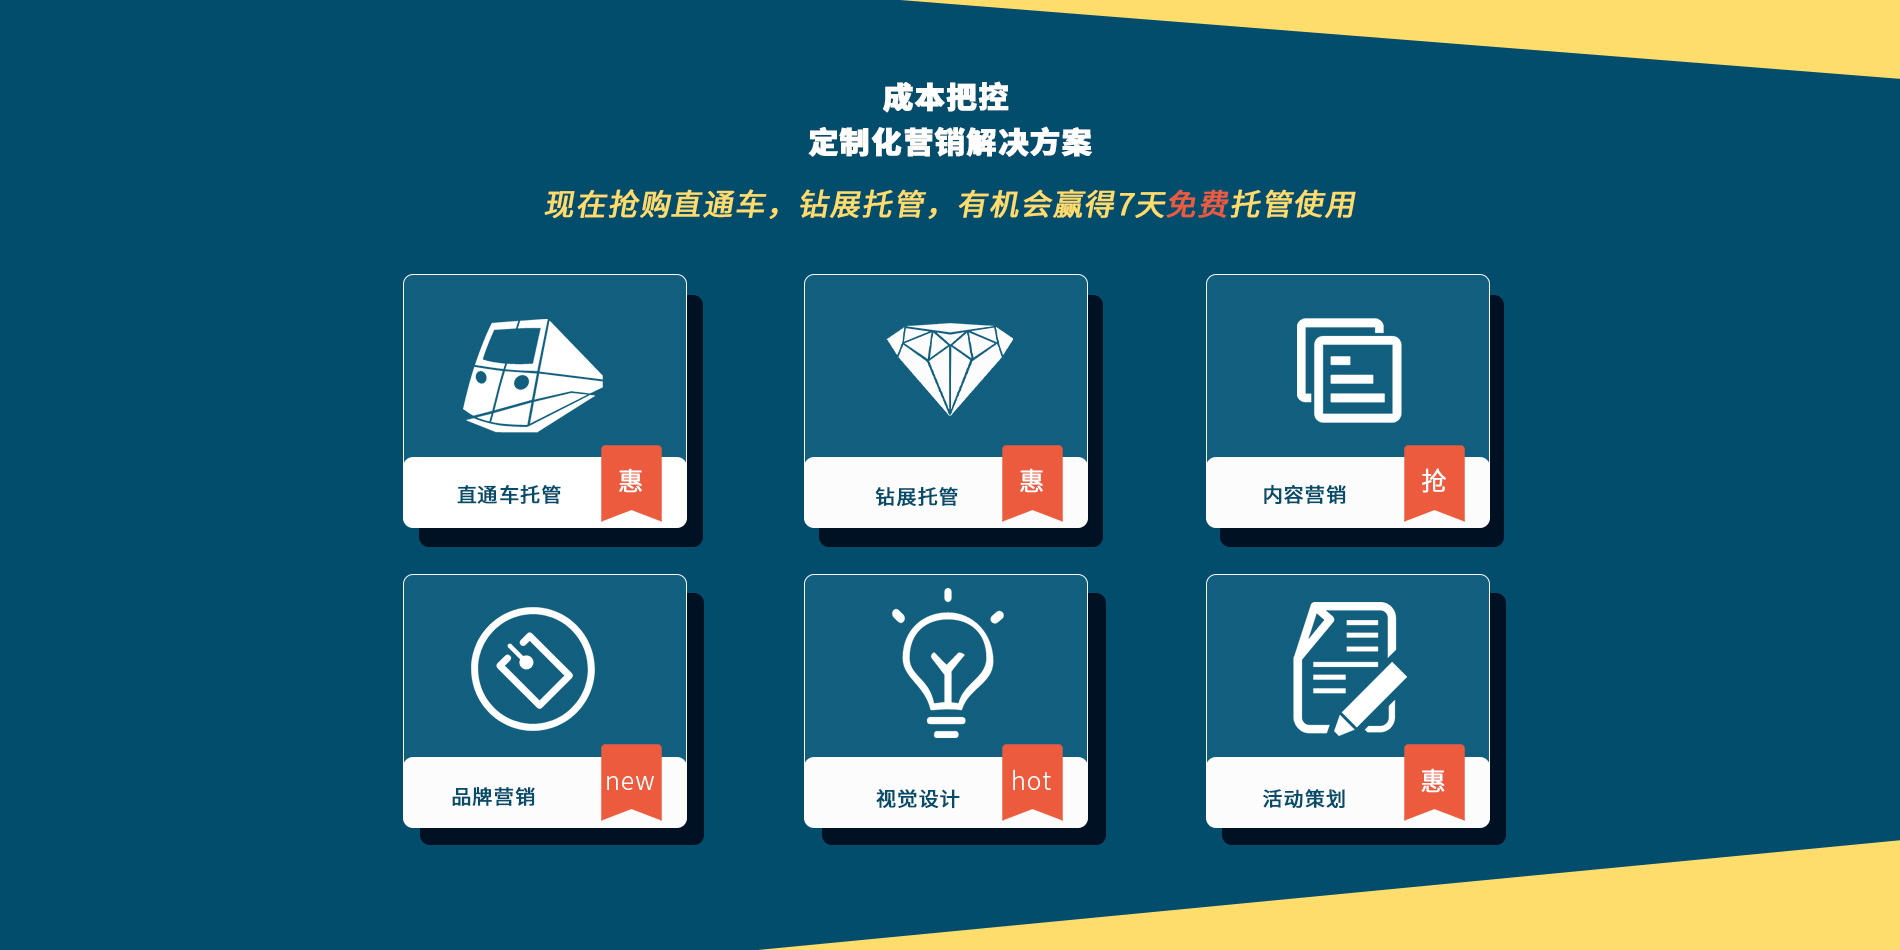 成本把控
定制化营销解决方案
现在抢购直通车，钻展托管，有机会赢得7天免费托管使用
直通车托管
惠
钻展托管
惠
内容营销
抢
品牌营销
new
视觉设计
hot
活动策划
惠